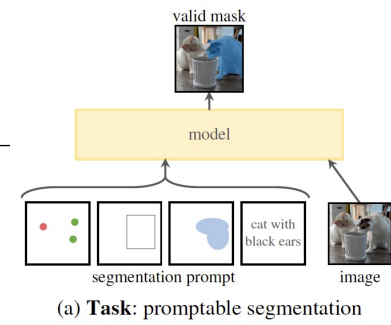 valid mask
model
cat with
black ears
segmentation prompt
image
(a) Task: promptable segmentation